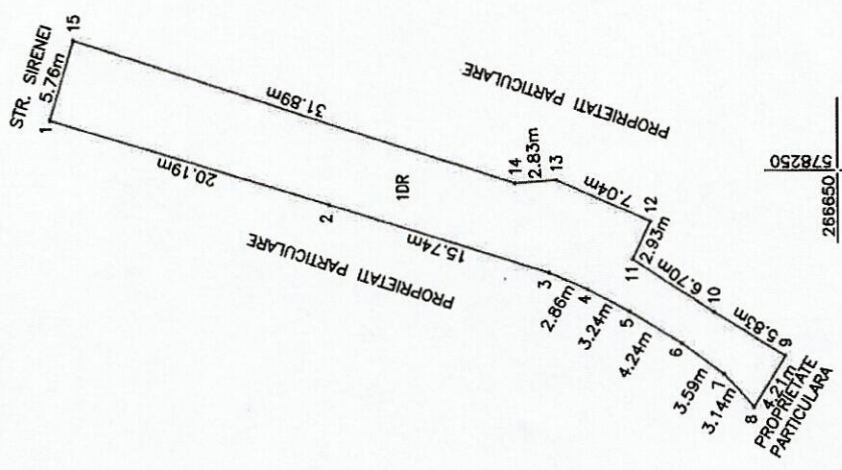 STR. SIRENEI
15
5.76m
1
20.19m
31.89m
PROPRIETATI PARTICULARE
14
2.83m
13
1DR
2
PROPRIETATI PARTICULARE
15.74m
7.04m
12
2.93m
11
3
2.86m
4
3.24m
5
4.24m
6
3.59m
7
3.14m
8
6.70m
10
5.83m
9
4.21m
PROPRIETATE
PARTICULARA
578250
266650